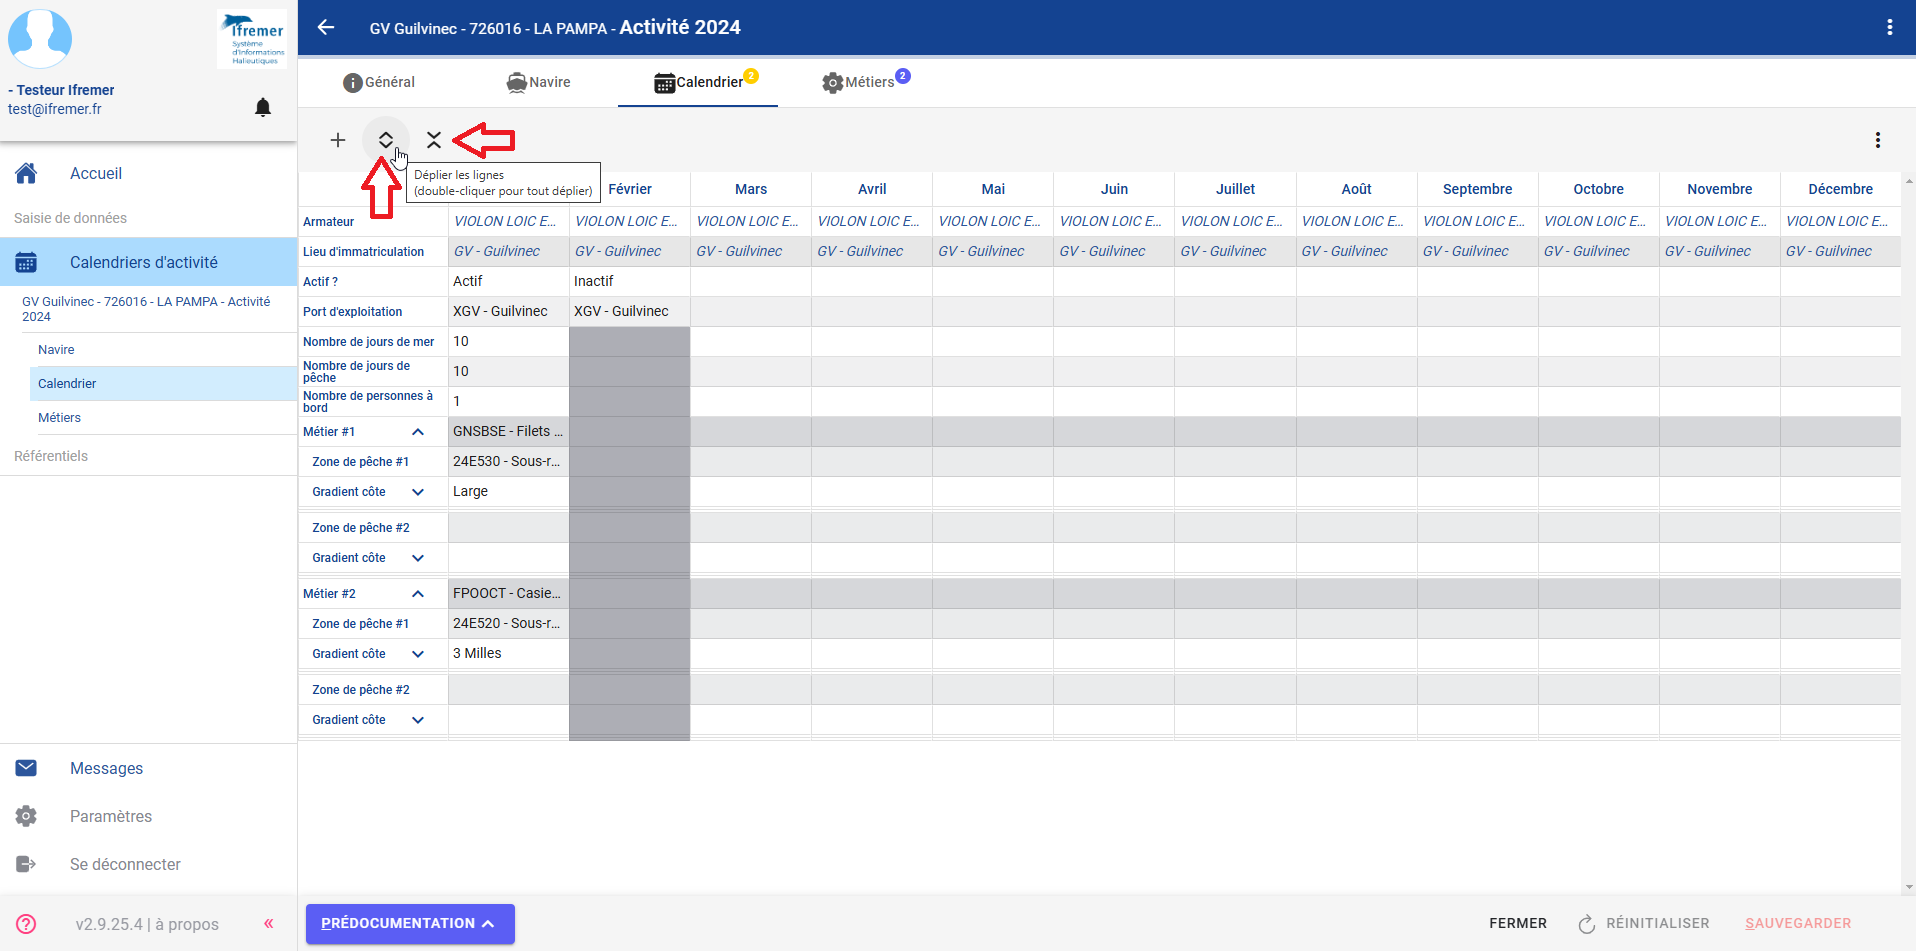 Ifremer
Système
d'Informations
Halieutiques
- Testeur Ifremer
test@ifremer.fr
Accueil
Saisie de données
Calendriers d'activité
GV Guilvinec - 726016 - LA PAMPA - Activité
2024
Navire
Calendrier
Métiers
Référentiels
Messages
Paramètres
Se déconnecter
v2.9.25.4 | à propos
GV Guilvinec - 726016 - LA PAMPA - Activité 2024
Général Navire Calendrier 2 Métiers 2
Déplier les lignes
(double-cliquer pour tout déplier)
Février Mars Avril Mai Juin Juillet Août Septembre Octobre Novembre Décembre
Armateur VIOLON LOIC E... VIOLON LOIC E... VIOLON LOIC E... VIOLON LOIC E... VIOLON LOIC E... VIOLON LOIC E... VIOLON LOIC E... VIOLON LOIC E... VIOLON LOIC E... VIOLON LOIC E... VIOLON LOIC E... VIOLON LOIC E...
Lieu d'immatriculation GV - Guilvinec GV - Guilvinec GV - Guilvinec GV - Guilvinec GV - Guilvinec GV - Guilvinec GV - Guilvinec GV - Guilvinec GV - Guilvinec GV - Guilvinec GV - Guilvinec GV - Guilvinec
Actif ? Actif Inactif
Port d'exploitation XGV - Guilvinec XGV - Guilvinec
Nombre de jours de mer 10
Nombre de jours de
pêche 10
Nombre de personnes à
bord 1
Métier #1 GNSBSE - Filets ...
Zone de pêche #1 24E530 - Sous-r...
Gradient côte Large
Zone de pêche #2
Gradient côte
Métier #2 FPOOCT - Casie...
Zone de pêche #1 24E520 - Sous-r...
Gradient côte 3 Milles
Zone de pêche #2
Gradient côte
PRÉDOCUMENTATION FERMER RÉINITIALISER SAUVEGARDER